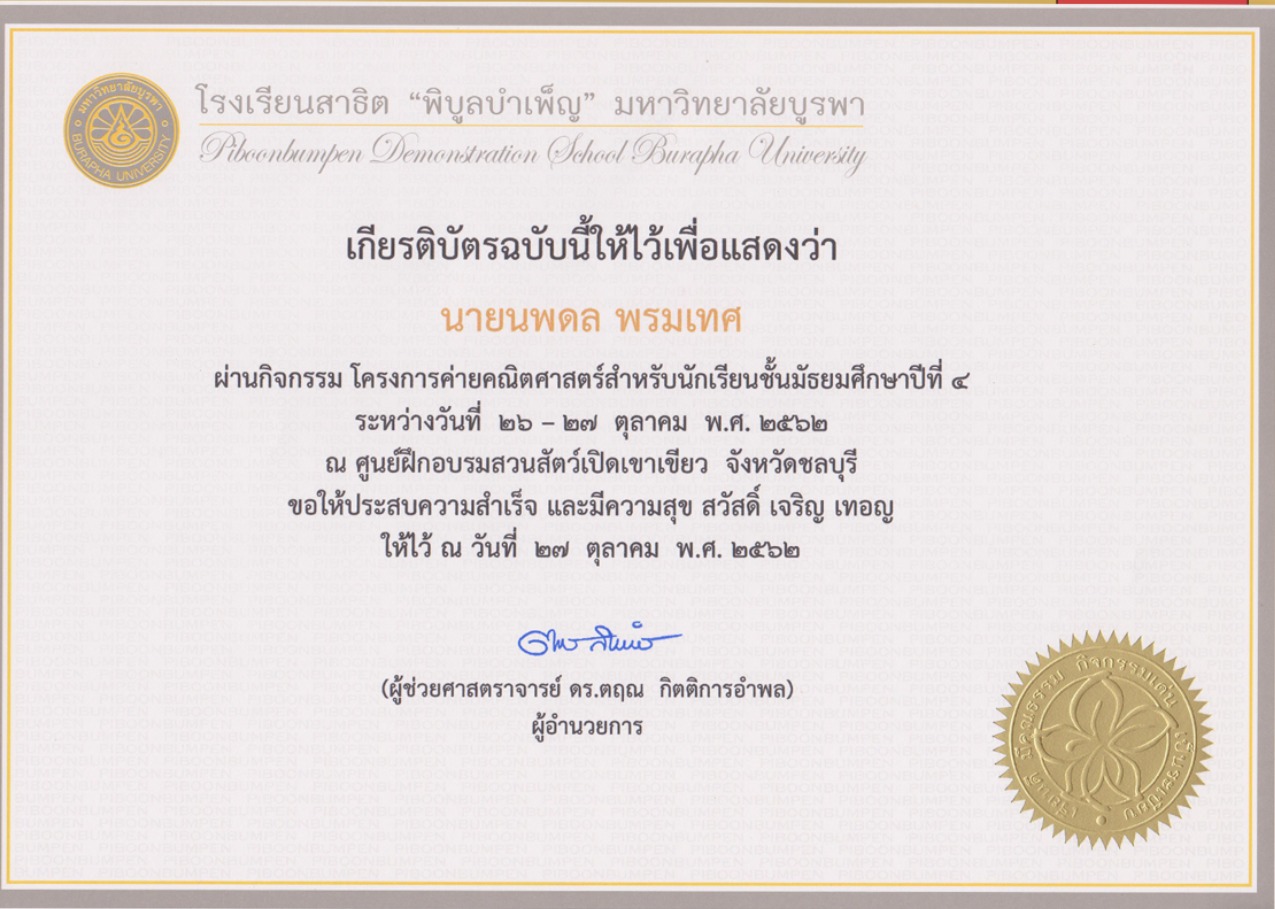 มหาวิทยาลัยบูรพา
BURAPHA UNIVERSITY
โรงเรียนสาธิต “พิบูลบำเพ็ญ” มหาวิทยาลัยบูรพา
Piboonbumpen Demonstration School Burapha University
เกียรติบัตรฉบับนี้ให้ไว้เพื่อแสดงว่า
นายนพดล พรมเทศ
ผ่านกิจกรรม โครงการค่ายคณิตศาสตร์สำหรับนักเรียนชั้นมัธยมศึกษาปีที่ ๔
ระหว่างวันที่ ๒๖ – ๒๗ ตุลาคม พ.ศ. ๒๕๖๒
ณ ศูนย์ฝึกอบรมสวนสัตว์เปิดเขาเขียว จังหวัดชลบุรี
ขอให้ประสบความสำเร็จ และมีความสุข สวัสดิ์ เจริญ เทอญ
ให้ไว้ ณ วันที่ ๒๗ ตุลาคม พ.ศ. ๒๕๖๒
(ผู้ช่วยศาสตราจารย์ ดร.ตฤณ กิตติการอำพล)
ผู้อำนวยการ
มีคุณธรรม กิจกรรมเด่น